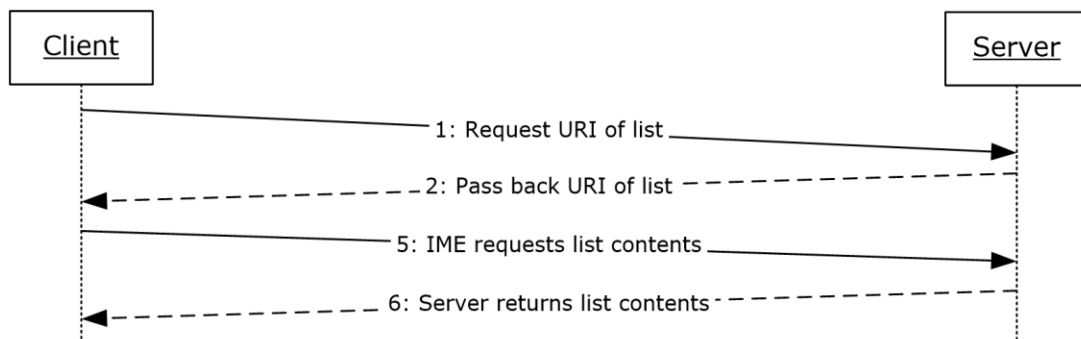 Client
Server
1: Request URI of list
2: Pass back URI of list
5: IME requests list contents
6: Server returns list contents